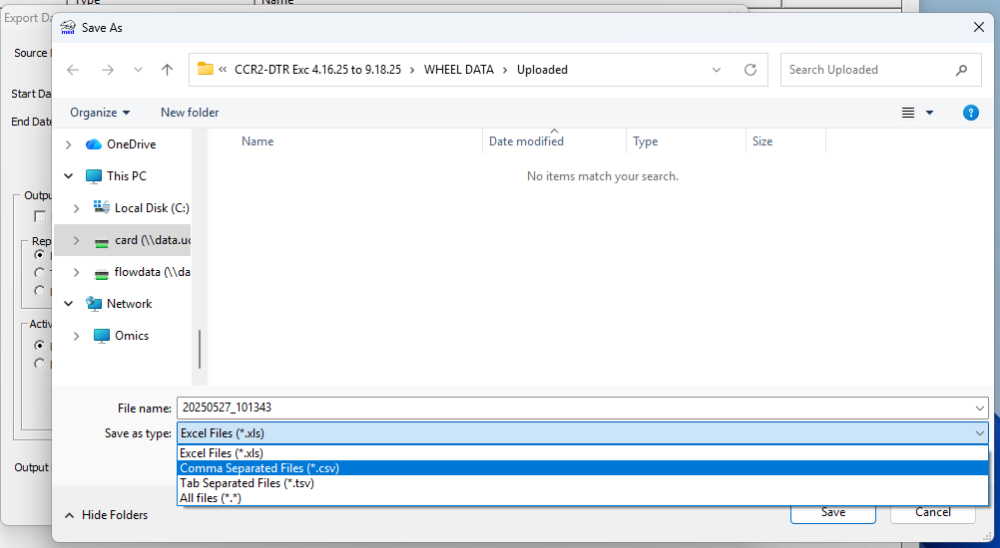 Type
Name
Export Da
Save As
Source
CCR2-DTR Exc 4.16.25 to 9.18.25 > WHEEL DATA > Uploaded
Search Uploaded
Start Da
End Date
Organize
New folder
Name
Date modified
Type
Size
No items match your search.
OneDrive
This PC
Local Disk (C:)
card (\\data.uc
flowdata (\\da
Network
Omics
Outpu
Rep
Activ
File name: 20250527_101343
Save as type: Excel Files (*.xls)
Excel Files (*.xls)
Comma Separated Files (*.csv)
Tab Separated Files (*.tsv)
All files (*.*)
Output
Hide Folders
Save
Cancel